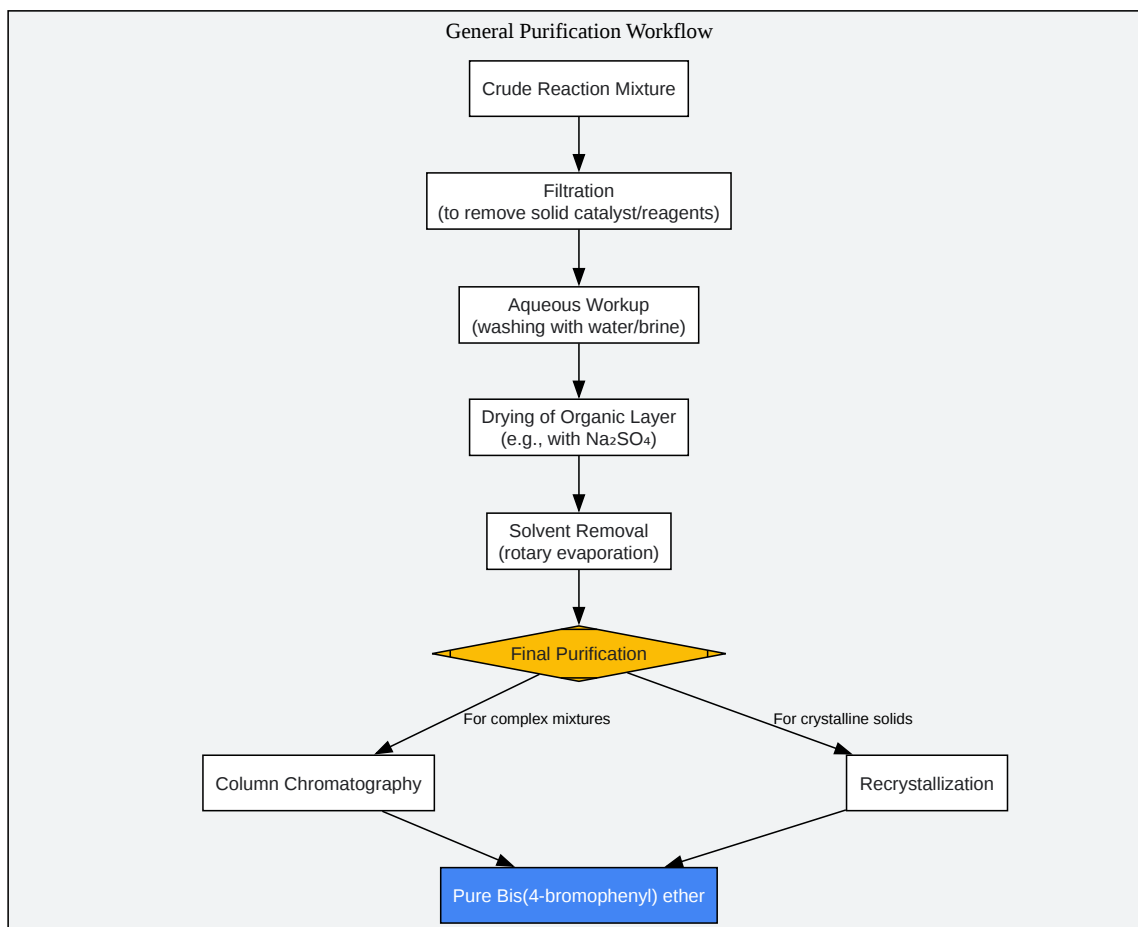 General Purification Workflow
Crude Reaction Mixture
Filtration
(to remove solid catalyst/reagents)
Aqueous Workup
(washing with water/brine)
Drying of Organic Layer
(e.g., with Na₂SO₄)
Solvent Removal
(rotary evaporation)
Final Purification
For complex mixtures
For crystalline solids
Column Chromatography
Recrystallization
Pure Bis(4-bromophenyl) ether